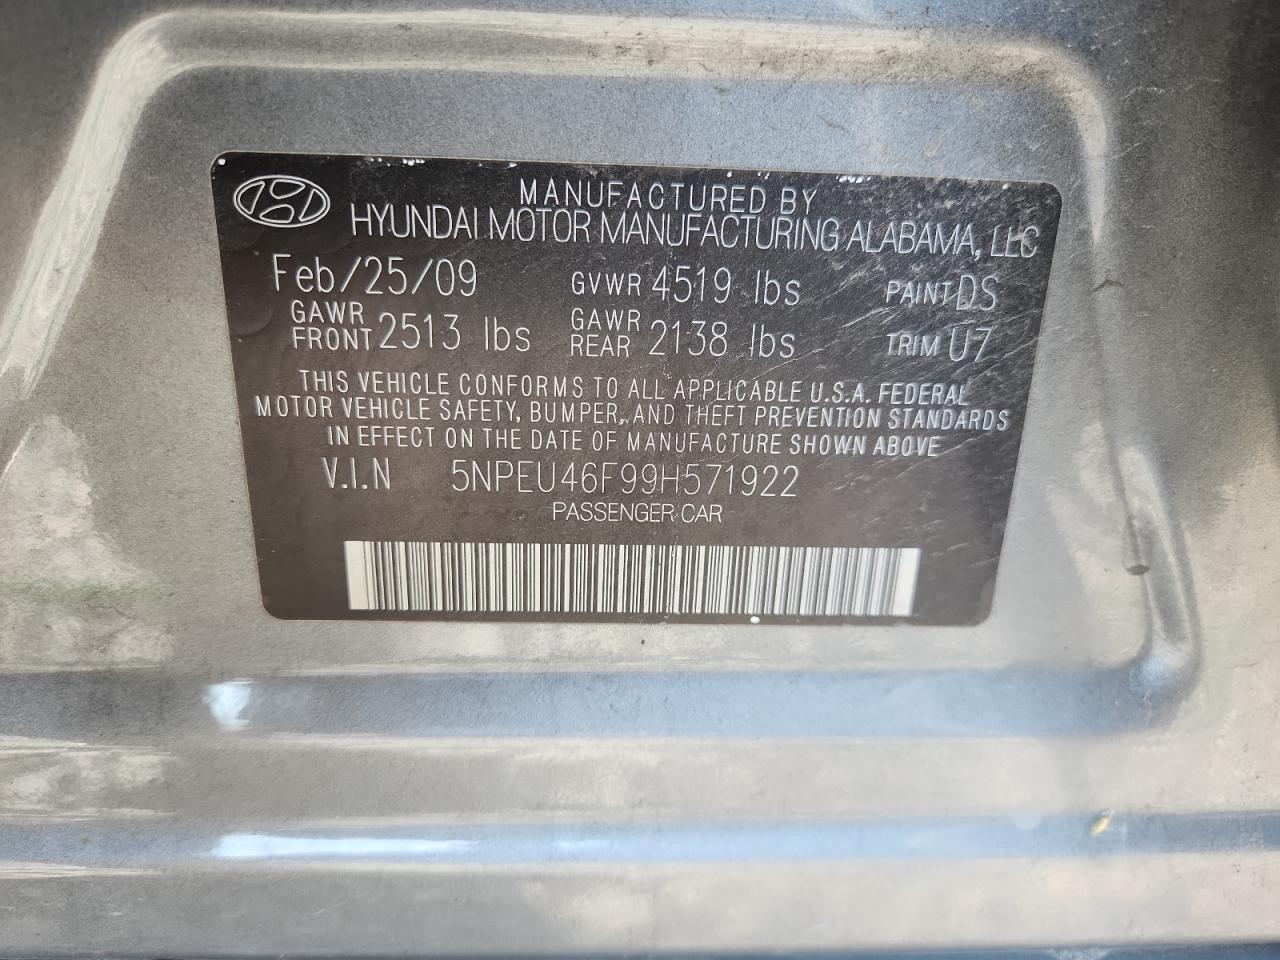 MANUFACTURED BY
HYUNDAI MOTOR MANUFACTURING ALABAMA, LLC
Feb/25/09 GVWR 4519 lbs PAINT DS
GAWR FRONT 2513 lbs GAWR REAR 2138 lbs TRIM U7
THIS VEHICLE CONFORMS TO ALL APPLICABLE U.S.A. FEDERAL
MOTOR VEHICLE SAFETY, BUMPER, AND THEFT PREVENTION STANDARDS
IN EFFECT ON THE DATE OF MANUFACTURE SHOWN ABOVE
V.I.N 5NPEU46F99H571922
PASSENGER CAR